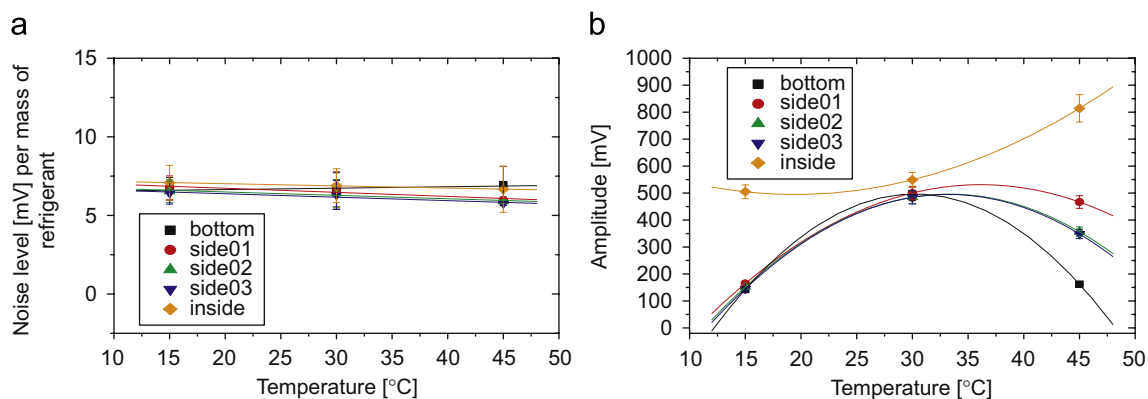 a
15
10
5
0
10 15 20 25 30 35 40 45 50
Noise level [mV] per mass of
refrigerant
Temperature [°C]
bottom
side01
side02
side03
inside
b
1000
900
800
700
600
500
400
300
200
100
0
10 15 20 25 30 35 40 45 50
Amplitude [mV]
Temperature [°C]
bottom
side01
side02
side03
inside